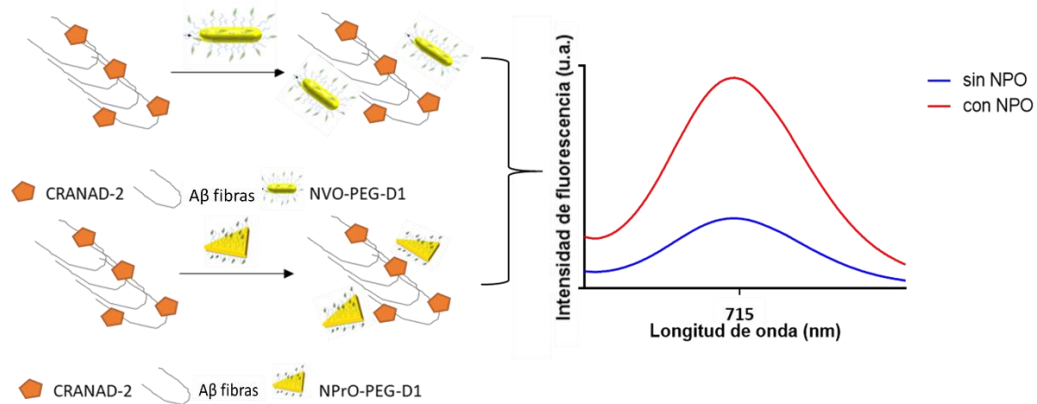 CRANAD-2 Aβ fibras NVO-PEG-D1
CRANAD-2 Aβ fibras NPrO-PEG-D1
Intensidad de fluorescencia (u.a.)
715
Longitud de onda (nm)
sin NPO
con NPO